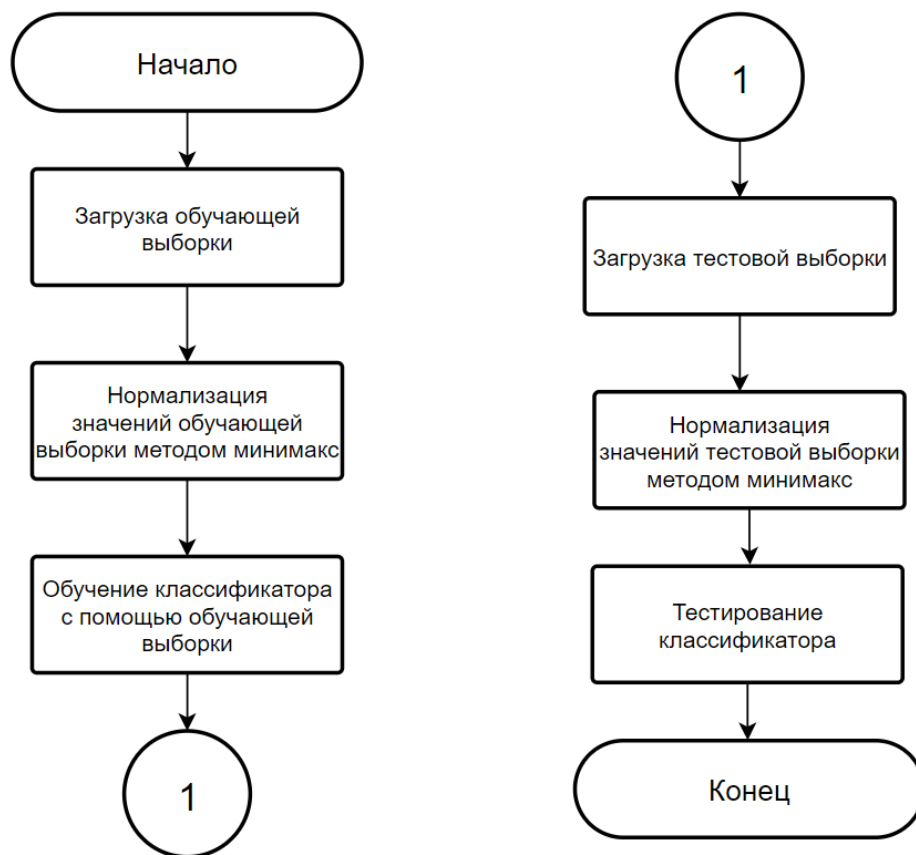 Начало
Загрузка обучающей
выборки
Нормализация
значений обучающей
выборки методом минимакс
Обучение классификатора
с помощью обучающей
выборки
1
1
Загрузка тестовой выборки
Нормализация
значений тестовой выборки
методом минимакс
Тестирование
классификатора
Конец